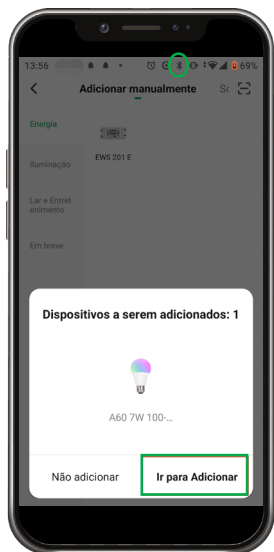 13:56
69%
Adicionar manualmente
Sc
Energia
EWS 201 E
Iluminação
Lar e Entret
enimento
Em breve
Dispositivos a serem adicionados: 1
A60 7W 100-...
Não adicionar
Ir para Adicionar